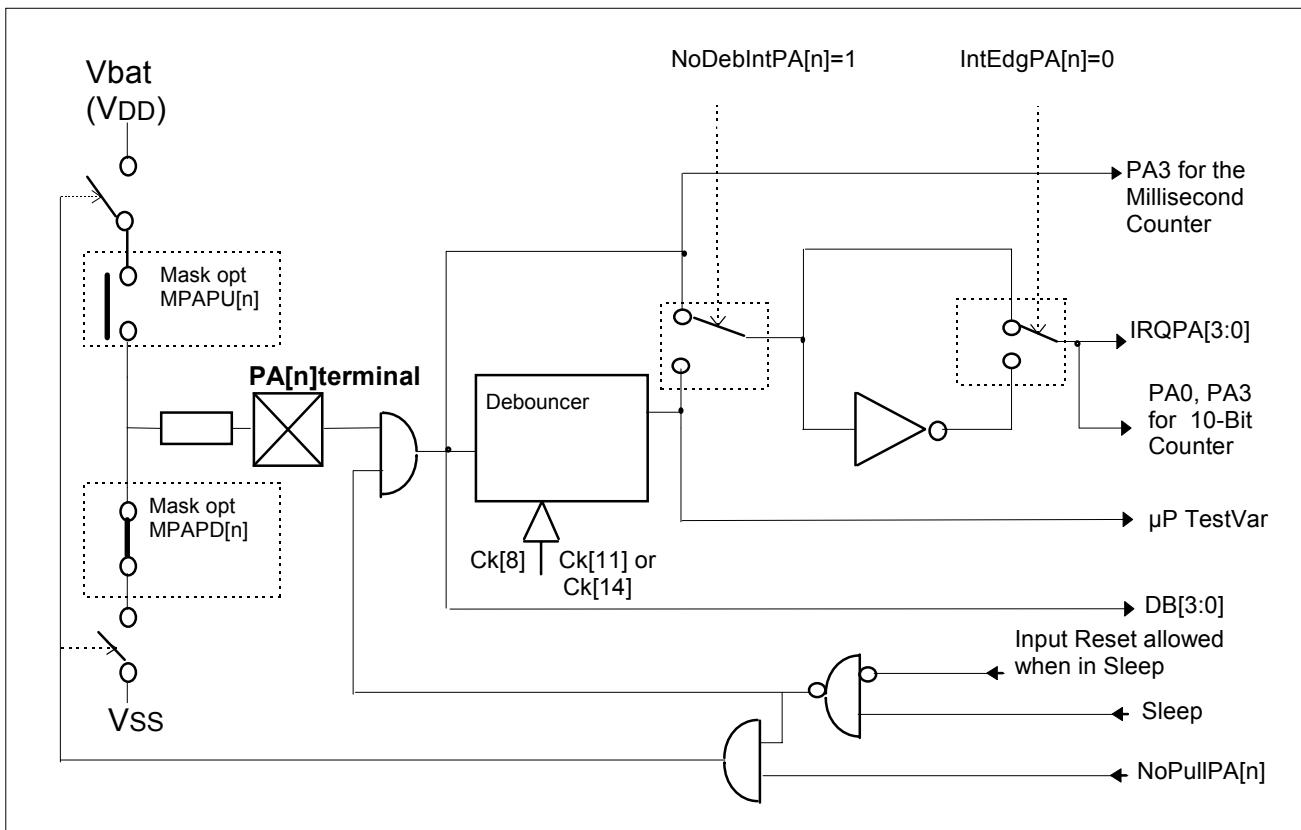 NoDebIntPA[n]=1
IntEdgPA[n]=0
Vbat
(VDD)
PA3 for the
Millisecond
Counter
Mask opt
MPAPU[n]
IRQPA[3:0]
PA[n]terminal
Debouncer
PA0, PA3
for 10-Bit
Counter
Mask opt
MPAPD[n]
µP TestVar
Ck[8]
Ck[11] or
Ck[14]
DB[3:0]
Input Reset allowed
when in Sleep
VSS
Sleep
NoPullPA[n]